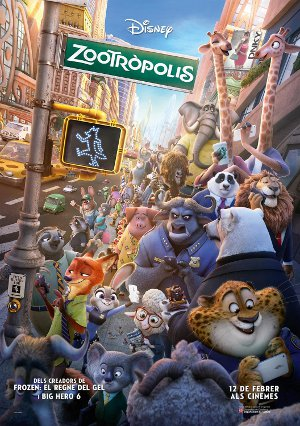 Disney
ZOOTRÒPOLIS
DELS CREADORS DE
FROZEN: EL REGNE DEL GEL
I BIG HERO 6
12 DE FEBRER
ALS CINEMES